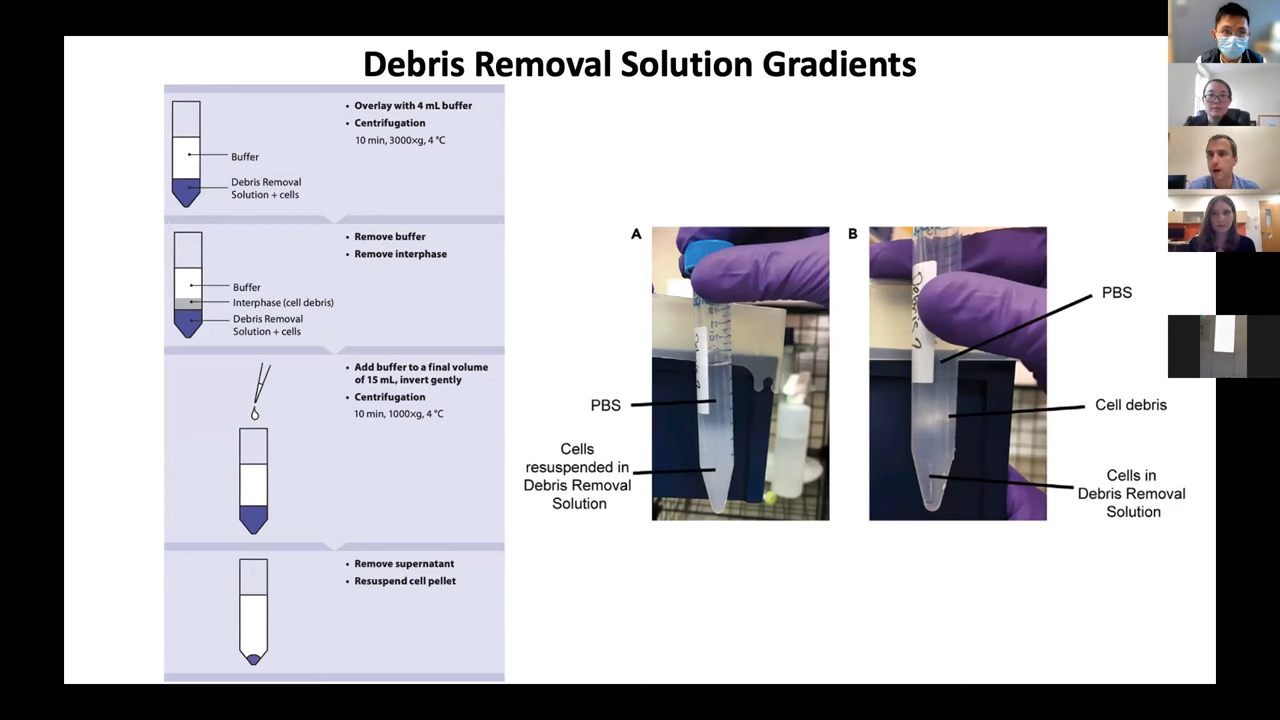 Debris Removal Solution Gradients
• Overlay with 4 mL buffer
• Centrifugation
10 min, 3000×g, 4 °C
Buffer
Debris Removal
Solution + cells
• Remove buffer
• Remove interphase
Buffer
Interphase (cell debris)
Debris Removal
Solution + cells
• Add buffer to a final volume
of 15 mL, invert gently
• Centrifugation
10 min, 1000×g, 4 °C
• Remove supernatant
• Resuspend cell pellet
A
PBS
Cells
resuspended in
Debris Removal
Solution
B
Debris
PBS
Cell debris
Cells in
Debris Removal
Solution